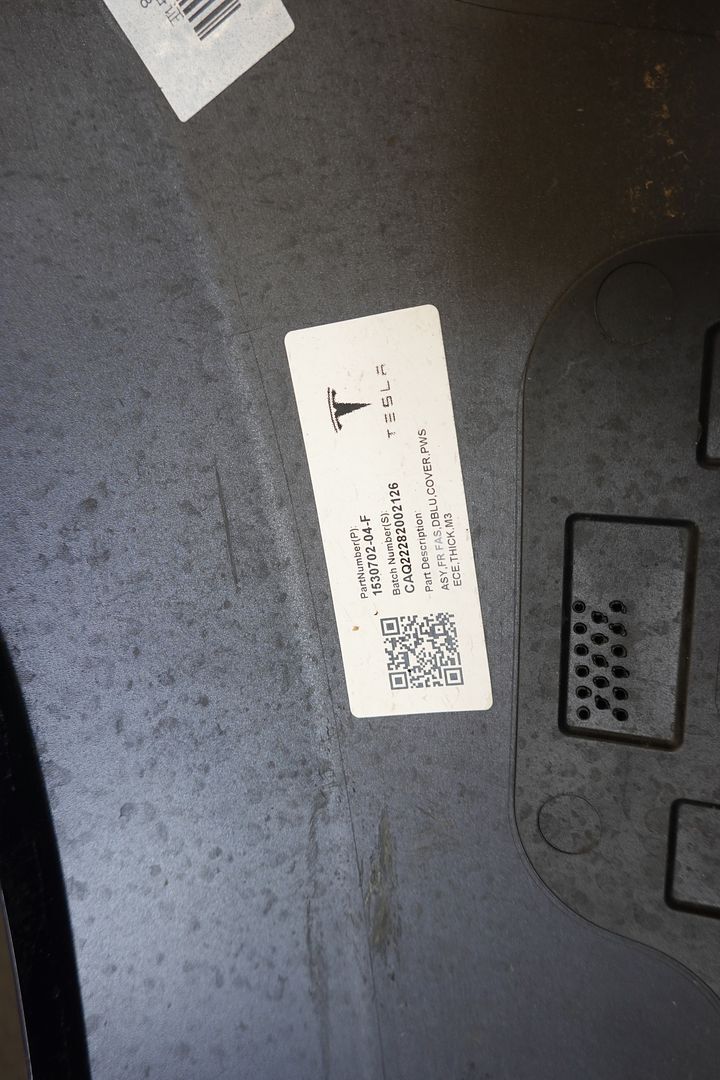 TESLA
PartNumber(P):
1530702-04-F
Batch Number(S):
CAQ22282002126
Part Description:
ASY,FR FAS,DBLU,COVER,PWS
ECE,THICK,M3